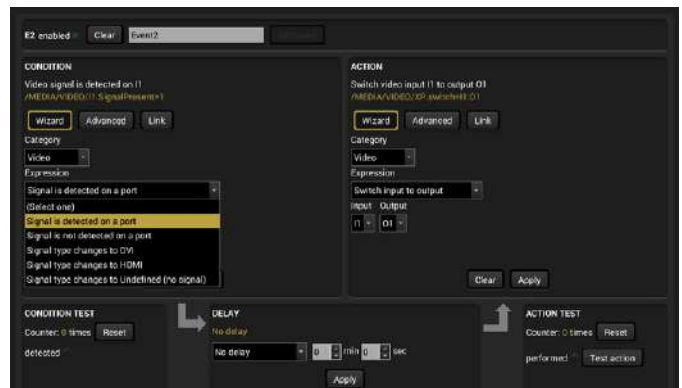 E2 enabled Clear Event2
CONDITION
Video signal is detected on I1
/MEDIA/VIDEO/I1.SignalPresent=1
Wizard Advanced Link
Category
Video
Expression
Signal is detected on a port
(Select one)
Signal is detected on a port
Signal is not detected on a port
Signal type changes to DVI
Signal type changes to HDMI
Signal type changes to Undefined (no signal)
ACTION
Switch video input I1 to output O1
/MEDIA/VIDEO/XP.switch=I1:O1
Wizard Advanced Link
Category
Video
Expression
Switch input to output
Input Output
I1 O1
Clear Apply
CONDITION TEST
Counter: 0 times Reset
detected
DELAY
No delay
No delay 0 min 0 sec
Apply
ACTION TEST
Counter: 0 times Reset
performed Test action